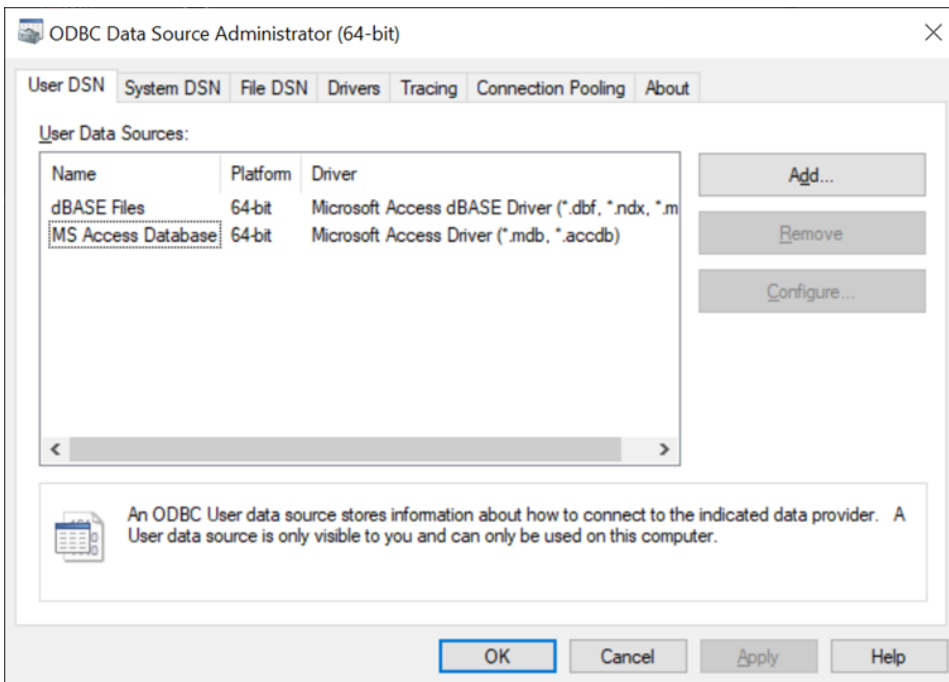 ODBC Data Source Administrator (64-bit)
User DSN System DSN File DSN Drivers Tracing Connection Pooling About
User Data Sources:
Name Platform Driver
dBASE Files 64-bit Microsoft Access dBASE Driver (*.dbf, *.ndx, *.m
MS Access Database 64-bit Microsoft Access Driver (*.mdb, *.accdb)
Add...
Remove
Configure...
An ODBC User data source stores information about how to connect to the indicated data provider. A
User data source is only visible to you and can only be used on this computer.
OK Cancel Apply Help